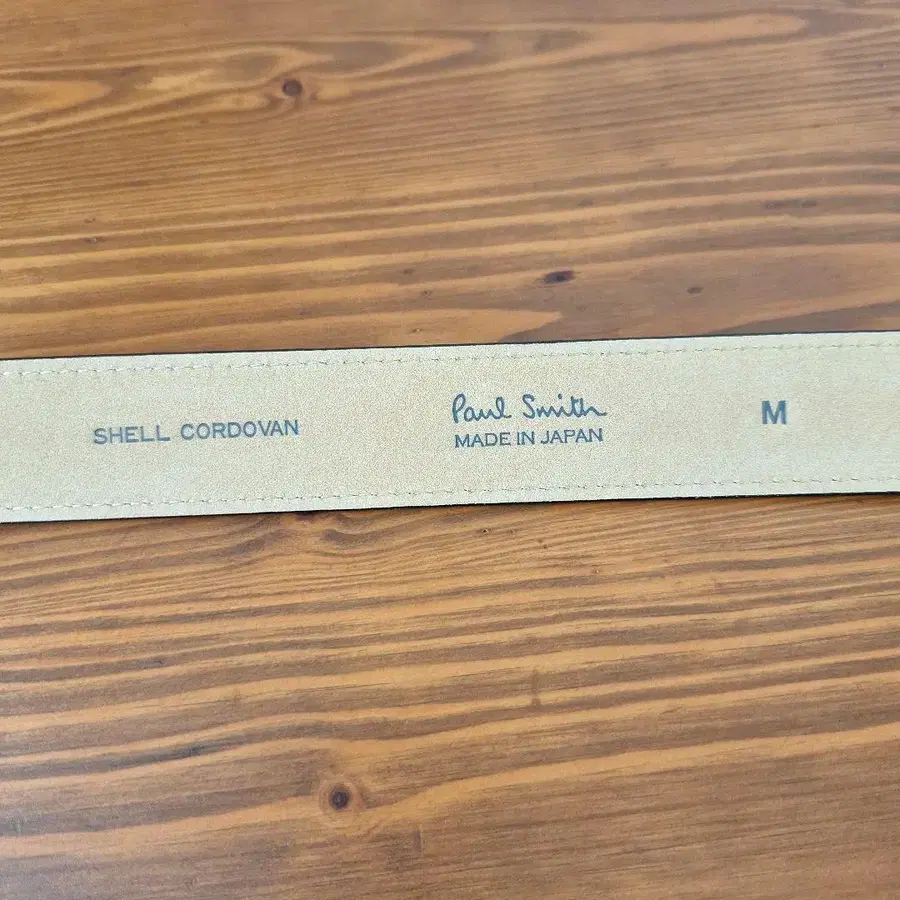 SHELL CORDOVAN
Paul Smith
MADE IN JAPAN
M